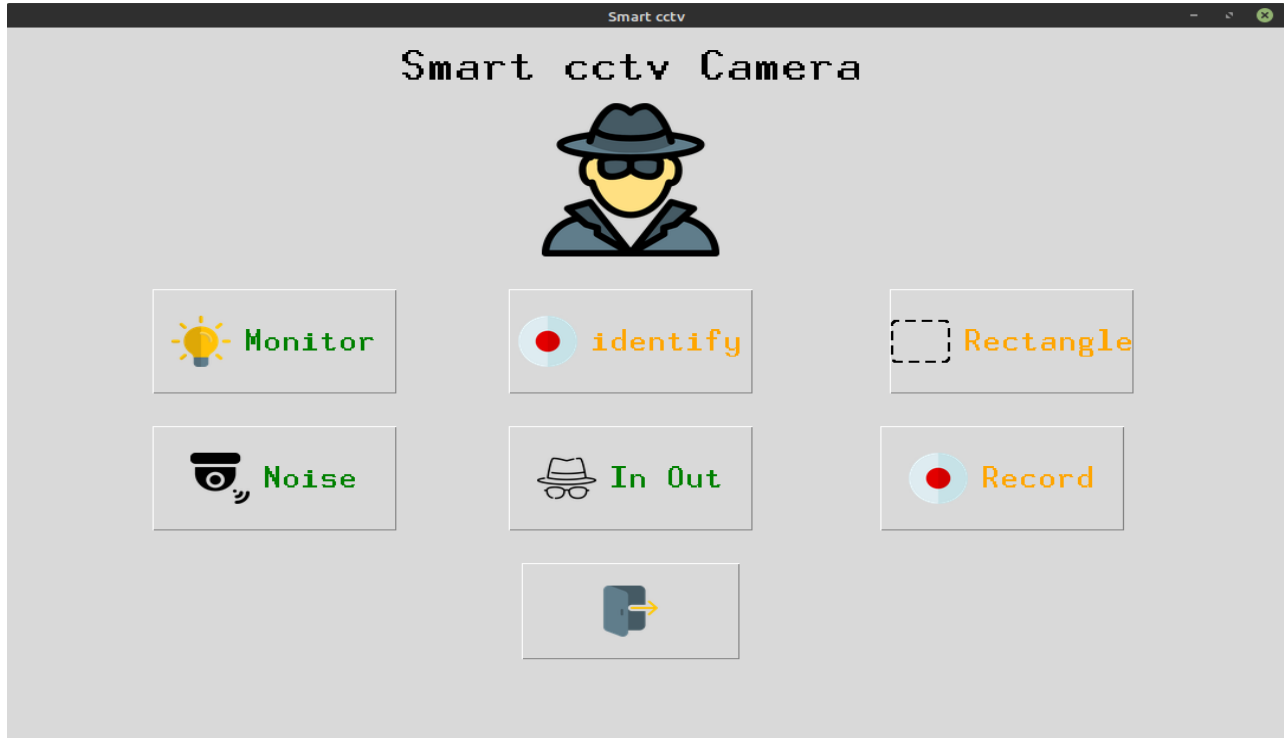 Smart cctv
Smart cctv Camera
Monitor
identify
Rectangle
Noise
In Out
Record